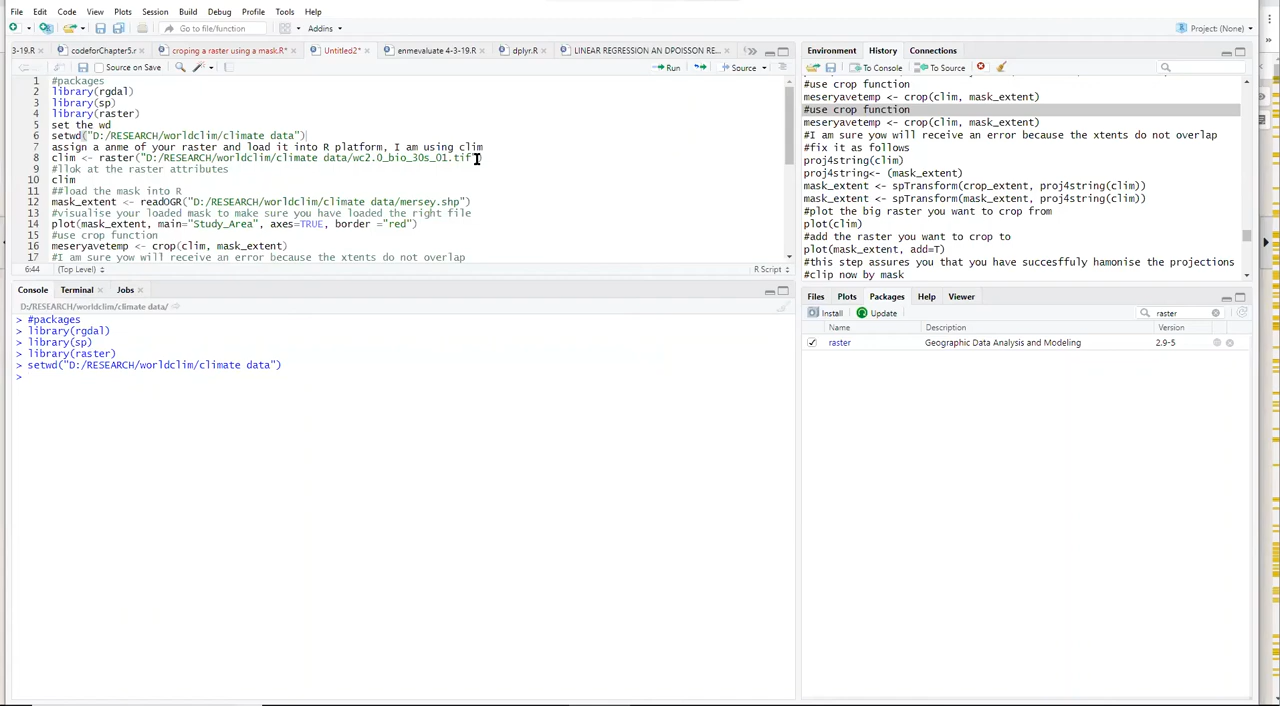 File Edit Code View Plots Session Build Debug Profile Tools Help
Go to file/function Addins Project: (None)
3-19.R codeforChapter5.r croping a raster using a mask.R* Untitled2* enmevaluate 4-3-19.R dplyr.R LINEAR REGRESSION AN DPOISSON RE...
Source on Save Run Source
1 #packages
2 library(rgdal)
3 library(sp)
4 library(raster)
5 set the wd
6 setwd("D:/RESEARCH/worldclim/climate data")
7 assign a anme of your raster and load it into R platform, I am using clim
8 clim <- raster("D:/RESEARCH/worldclim/climate data/wc2.0_bio_30s_01.tif")
9 #llok at the raster attributes
10 clim
11 ##load the mask into R
12 mask_extent <- readOGR("D:/RESEARCH/worldclim/climate data/mersey.shp")
13 #visualise your loaded mask to make sure you have loaded the right file
14 plot(mask_extent, main="Study_Area", axes=TRUE, border ="red")
15 #use crop function
16 meseryavetemp <- crop(clim, mask_extent)
17 #I am sure yow will receive an error because the xtents do not overlap
6:44 (Top Level) R Script
Console Terminal Jobs
D:/RESEARCH/worldclim/climate data/
> #packages
> library(rgdal)
> library(sp)
> library(raster)
> setwd("D:/RESEARCH/worldclim/climate data")
>
Environment History Connections
To Console To Source
#use crop function
meseryavetemp <- crop(clim, mask_extent)
#use crop function
meseryavetemp <- crop(clim, mask_extent)
#I am sure yow will receive an error because the xtents do not overlap
#fix it as follows
proj4string(clim)
proj4string<- (mask_extent)
mask_extent <- spTransform(crop_extent, proj4string(clim))
mask_extent <- spTransform(mask_extent, proj4string(clim))
#plot the big raster you want to crop from
plot(clim)
#add the raster you want to crop to
plot(mask_extent, add=T)
#this step assures you that you have succesffuly hamonise the projections
#clip now by mask
Files Plots Packages Help Viewer
Install Update raster
Name Description Version
raster Geographic Data Analysis and Modeling 2.9-5